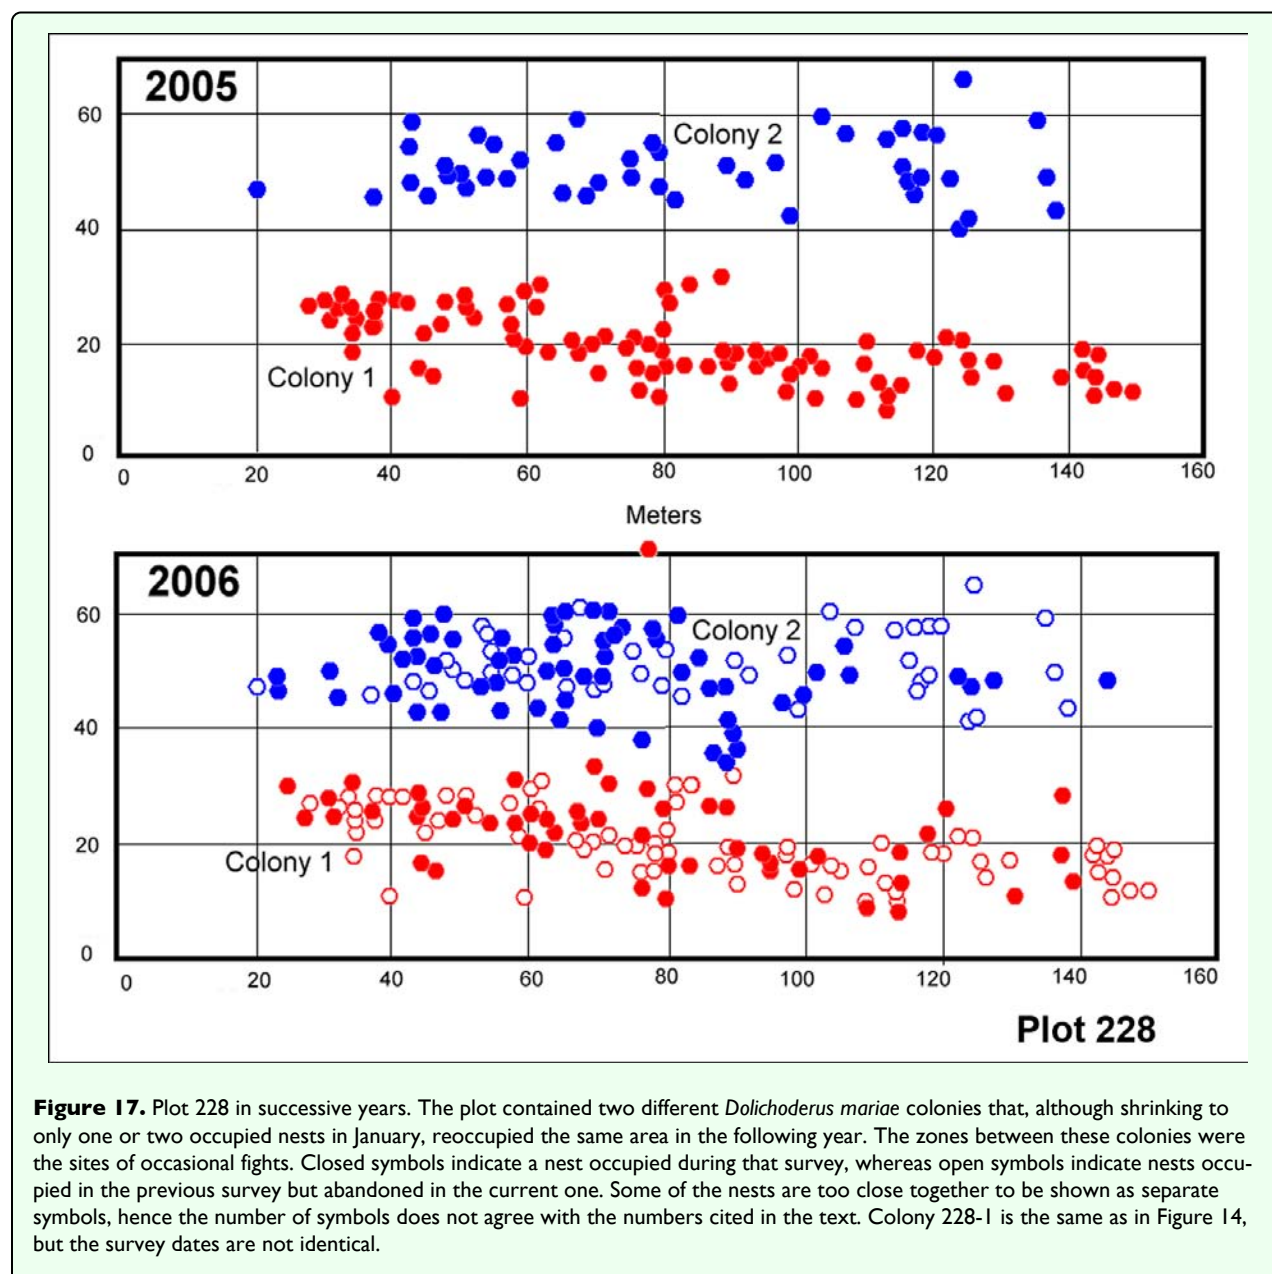 2005
60
Colony 2
40
20
Colony 1
0
0 20 40 60 80 100 120 140 160
Meters
2006
60
Colony 2
40
20
Colony 1
0
0 20 40 60 80 100 120 140 160
Plot 228
Figure 17. Plot 228 in successive years. The plot contained two different Dolichoderus mariae colonies that, although shrinking to
only one or two occupied nests in January, reoccupied the same area in the following year. The zones between these colonies were
the sites of occasional fights. Closed symbols indicate a nest occupied during that survey, whereas open symbols indicate nests occu-
pied in the previous survey but abandoned in the current one. Some of the nests are too close together to be shown as separate
symbols, hence the number of symbols does not agree with the numbers cited in the text. Colony 228-1 is the same as in Figure 14,
but the survey dates are not identical.